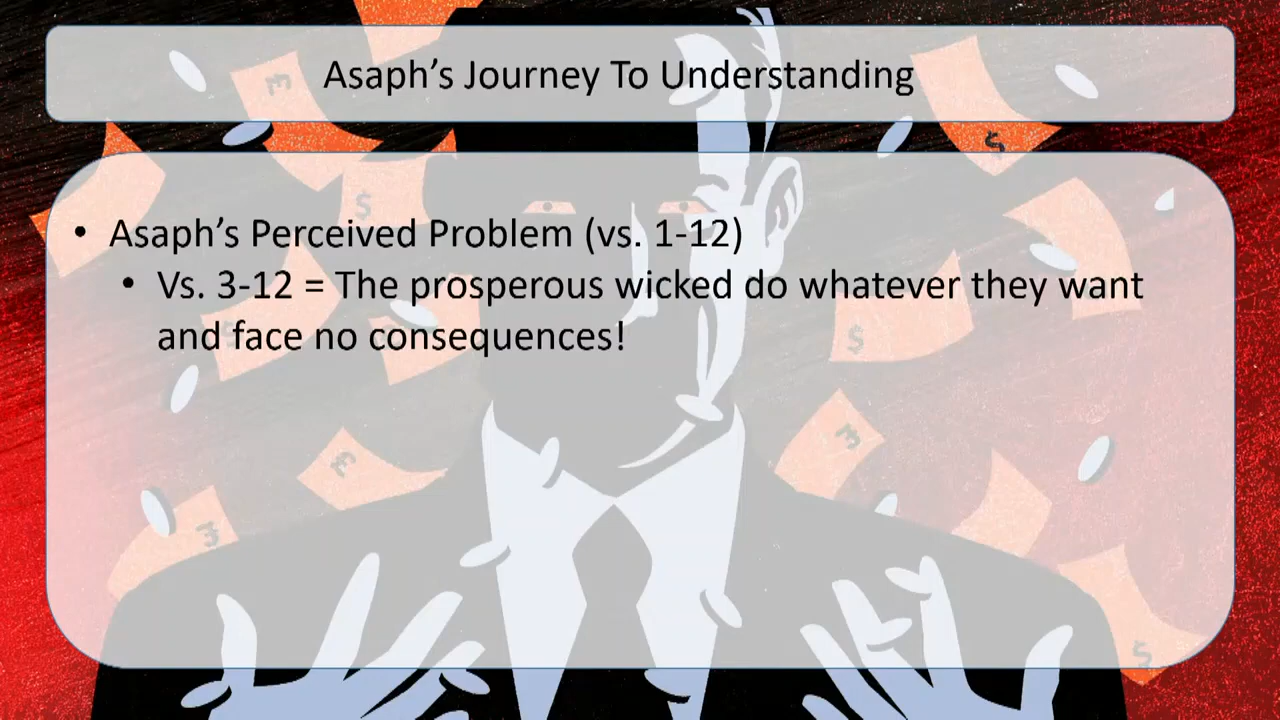 Asaph’s Journey To Understanding
• Asaph’s Perceived Problem (vs. 1-12)
• Vs. 3-12 = The prosperous wicked do whatever they want
and face no consequences!
$
$
$
£
$